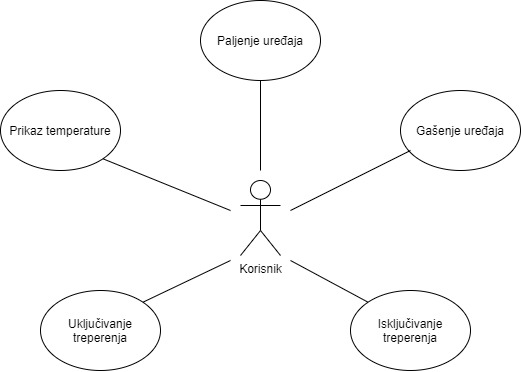 Paljenje uređaja
Prikaz temperature
Gašenje uređaja
Korisnik
Uključivanje
treperenja
Isključivanje
treperenja